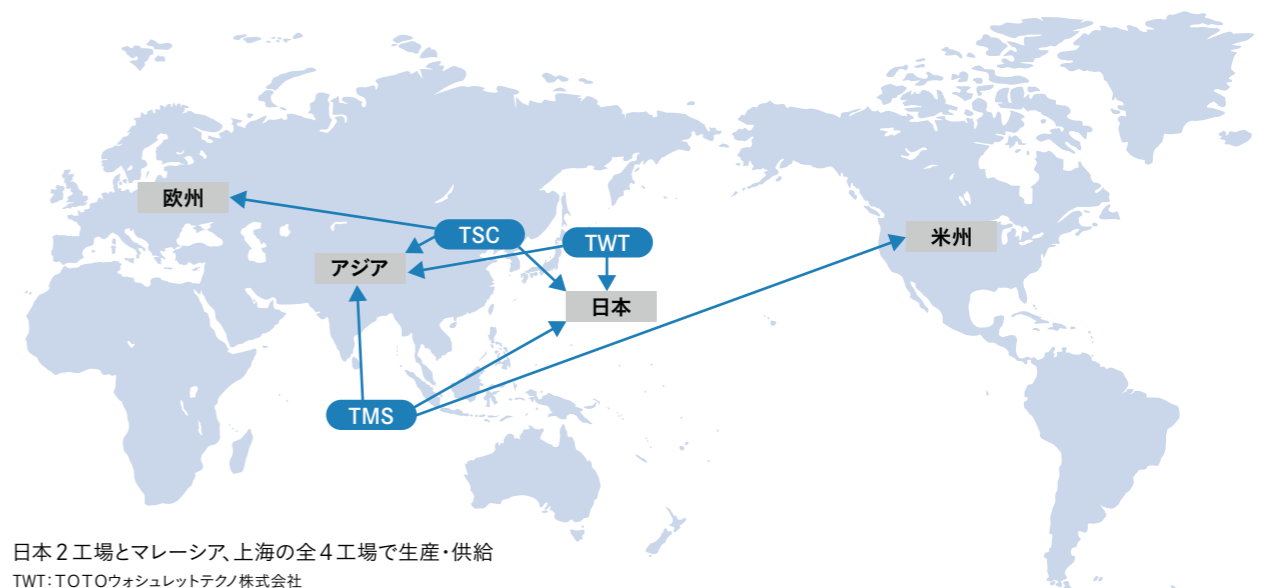 欧州
TSC
TWT
米州
アジア
日本
TMS
日本2工場とマレーシア、上海の全4工場で生産・供給
TWT:TOTOウォシュレットテクノ株式会社